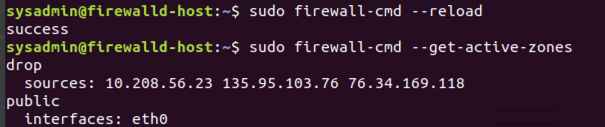 sysadmin@firewalld-host:~$ sudo firewall-cmd --reload
success
sysadmin@firewalld-host:~$ sudo firewall-cmd --get-active-zones
drop
  sources: 10.208.56.23 135.95.103.76 76.34.169.118
public
  interfaces: eth0